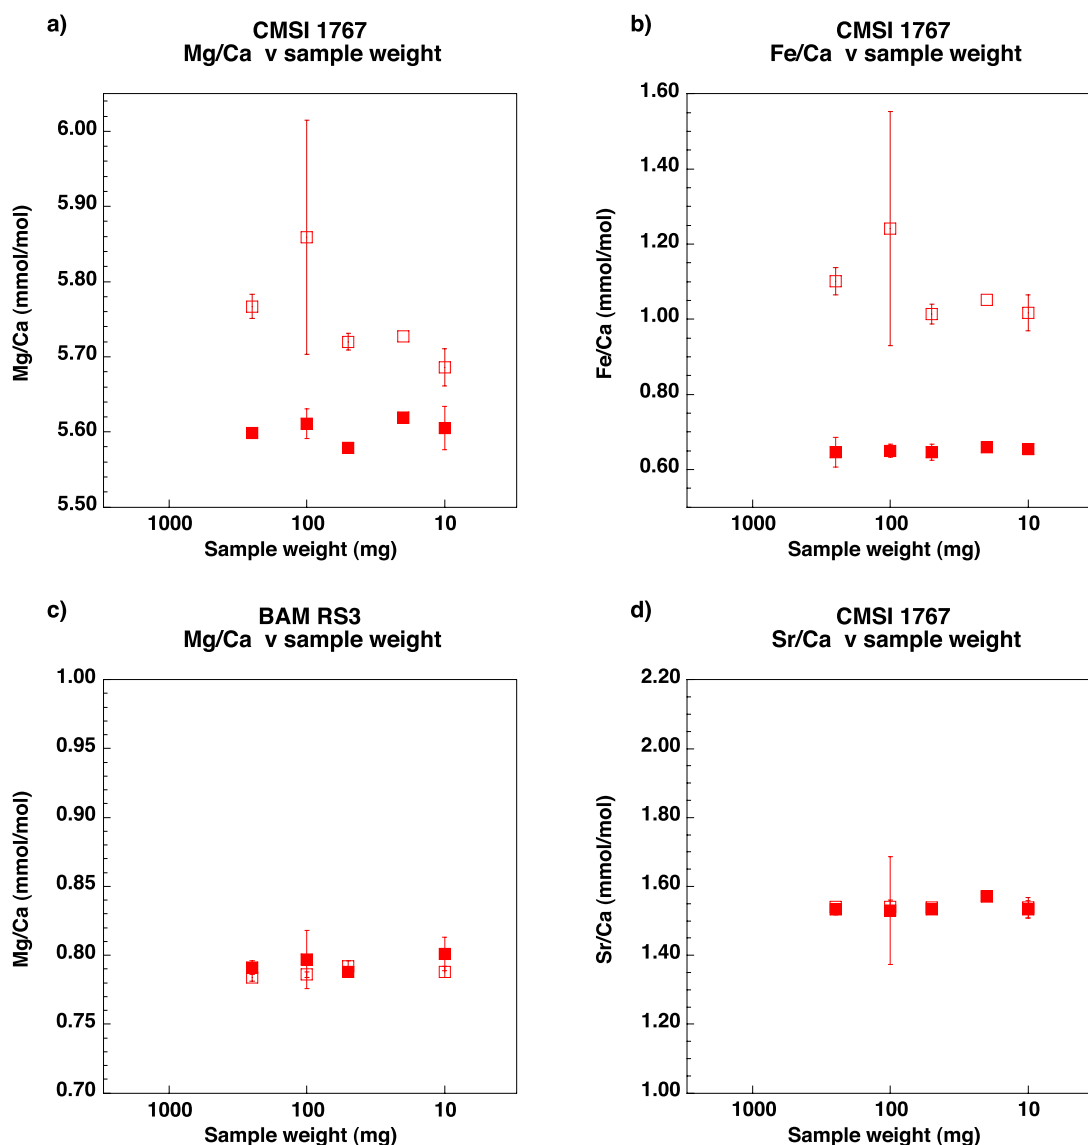 a)
CMSI 1767
Mg/Ca v sample weight
6.00
5.90
5.80
5.70
5.60
5.50
Mg/Ca (mmol/mol)
1000 100 10
Sample weight (mg)
b)
CMSI 1767
Fe/Ca v sample weight
1.60
1.40
1.20
1.00
0.80
0.60
Fe/Ca (mmol/mol)
1000 100 10
Sample weight (mg)
c)
BAM RS3
Mg/Ca v sample weight
1.00
0.95
0.90
0.85
0.80
0.75
0.70
Mg/Ca (mmol/mol)
1000 100 10
Sample weight (mg)
d)
CMSI 1767
Sr/Ca v sample weight
2.20
2.00
1.80
1.60
1.40
1.20
1.00
Sr/Ca (mmol/mol)
1000 100 10
Sample weight (mg)